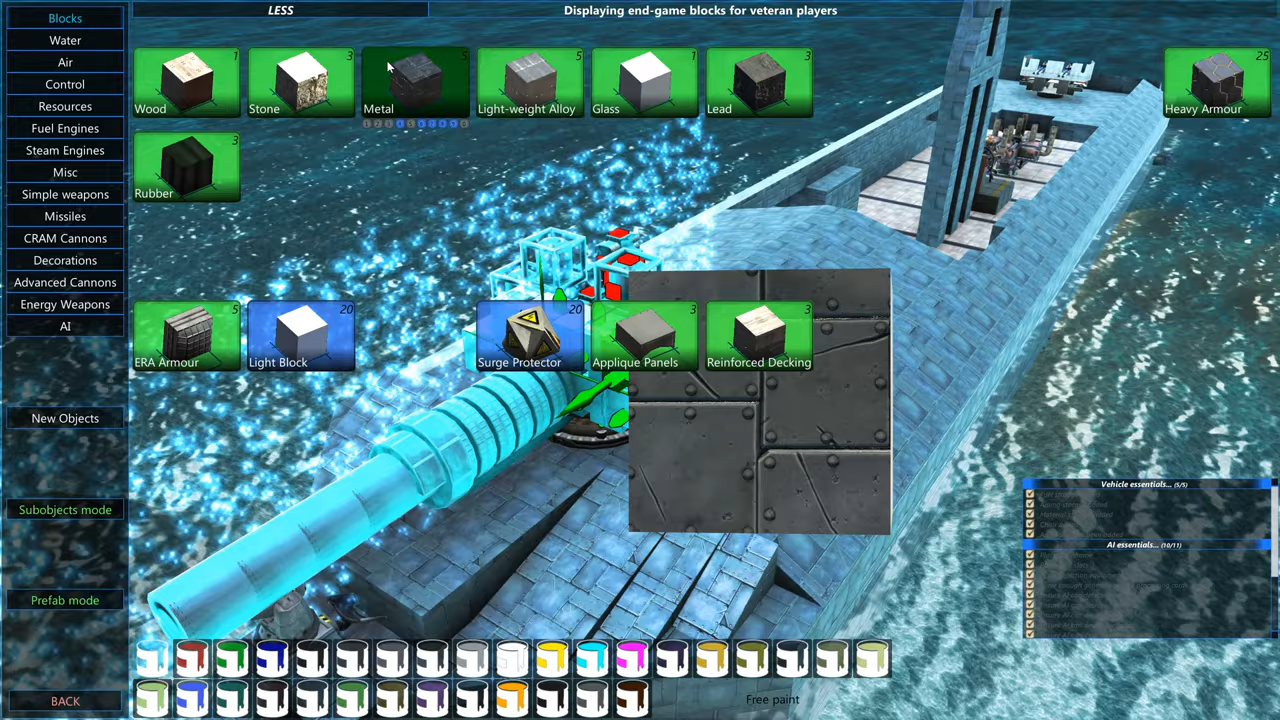 Blocks
Water
Air
Control
Resources
Fuel Engines
Steam Engines
Misc
Simple weapons
Missiles
CRAM Cannons
Decorations
Advanced Cannons
Energy Weapons
AI
New Objects
Subobjects mode
Prefab mode
BACK
LESS
Displaying end-game blocks for veteran players
1
Wood
3
Stone
5
Metal
5
Light-weight Alloy
1
Glass
3
Lead
25
Heavy Armour
3
Rubber
5
ERA Armour
20
Light Block
20
Surge Protector
3
Applique Panels
3
Reinforced Decking
Vehicle essentials... (5/5)
AI essentials... (10/11)
Free paint